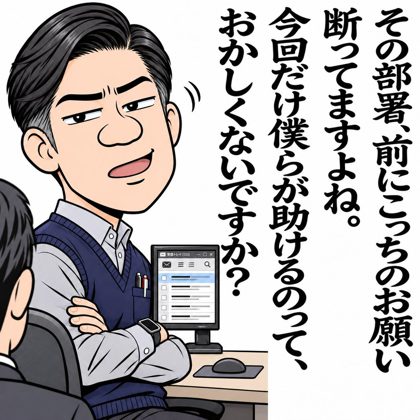 その部署、前にこっちのお願い
断ってますよね。
今回だけ僕らが助けるのって、
おかしくないですか?